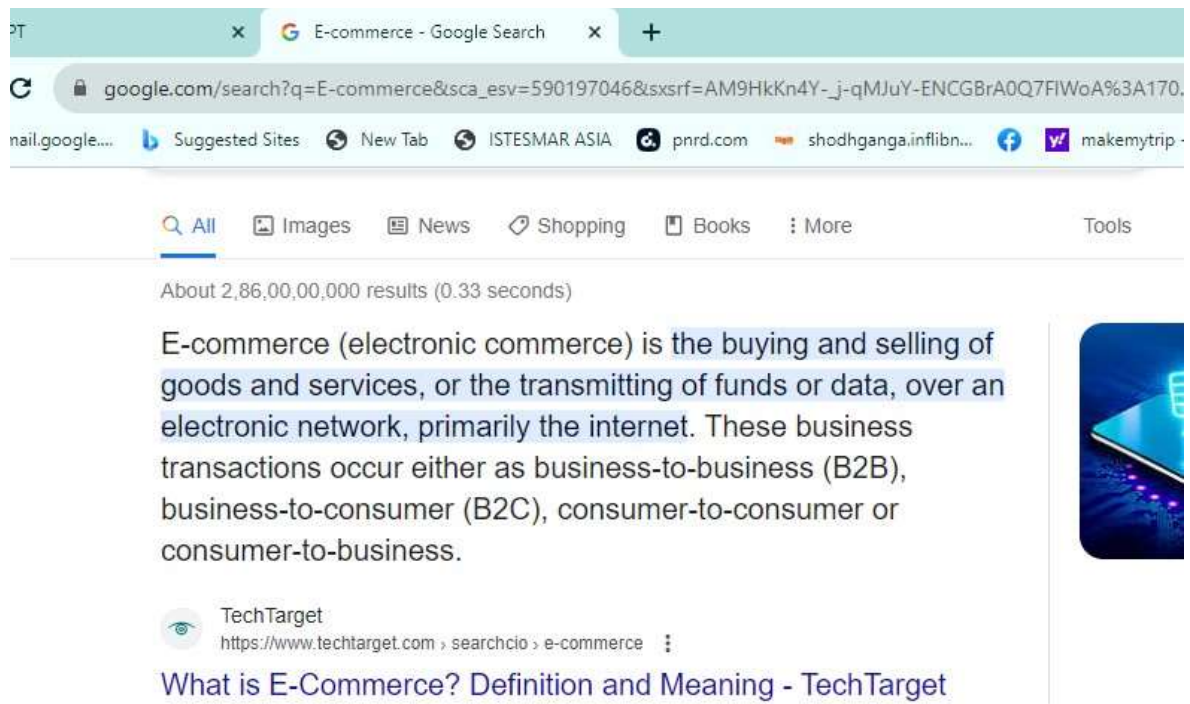 PT × E-commerce - Google Search × +
google.com/search?q=E-commerce&sca_esv=590197046&sxsrf=AM9HkKn4Y-_j-qMJuY-ENCGBrA0Q7FIWoA%3A170.
mail.google.... Suggested Sites New Tab ISTESMAR ASIA pnrd.com shodhganga.inflibn... makemytrip -
All Images News Shopping Books More Tools
About 2,86,00,00,000 results (0.33 seconds)
E-commerce (electronic commerce) is the buying and selling of
goods and services, or the transmitting of funds or data, over an
electronic network, primarily the internet. These business
transactions occur either as business-to-business (B2B),
business-to-consumer (B2C), consumer-to-consumer or
consumer-to-business.
TechTarget
https://www.techtarget.com › searchcio › e-commerce
What is E-Commerce? Definition and Meaning - TechTarget